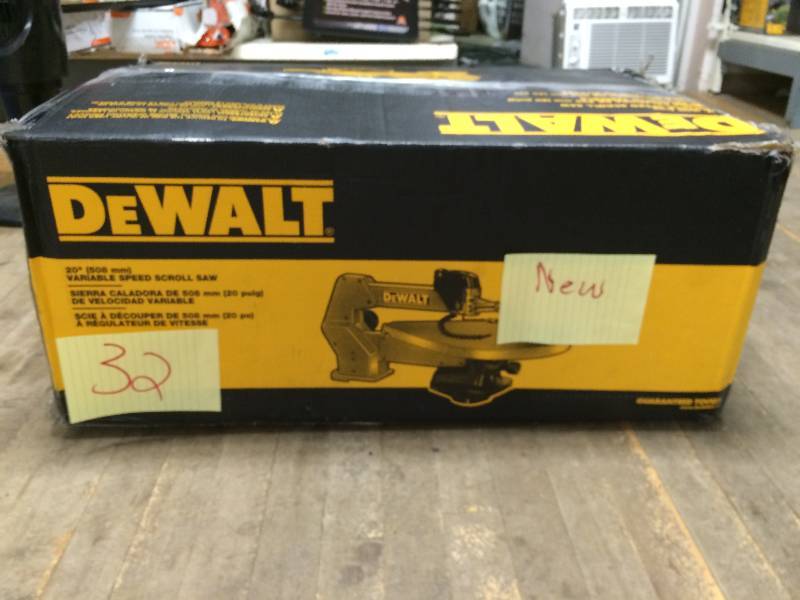 DEWALT
DEWALT®
20" (508 mm)
VARIABLE SPEED SCROLL SAW
SIERRA CALADORA DE 508 mm (20 pulg)
DE VELOCIDAD VARIABLE
SCIE À DÉCOUPER DE 508 mm (20 po)
À RÉGULATEUR DE VITESSE
DEWALT
New
32
GUARANTEED TOUGH